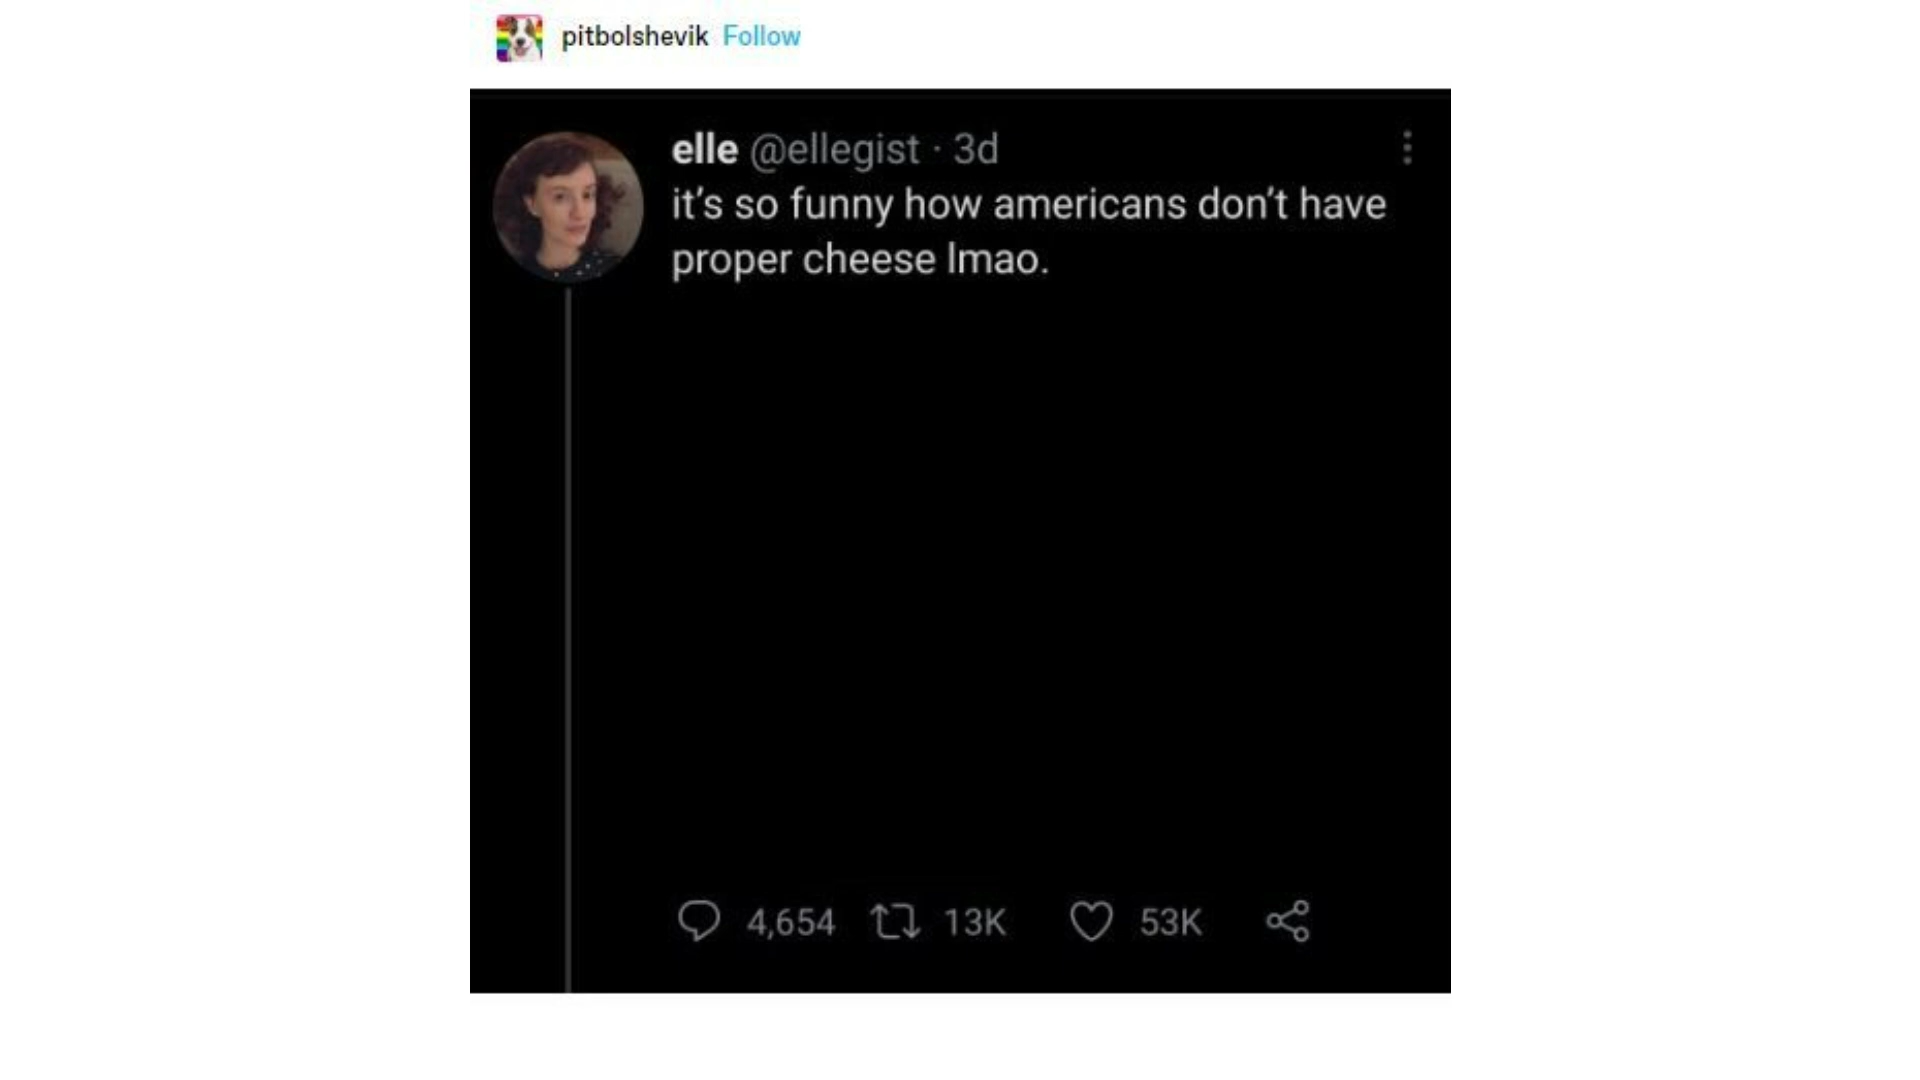 pitbolshevik Follow
elle @ellegist · 3d
it’s so funny how americans don’t have
proper cheese lmao.
4,654 13K 53K